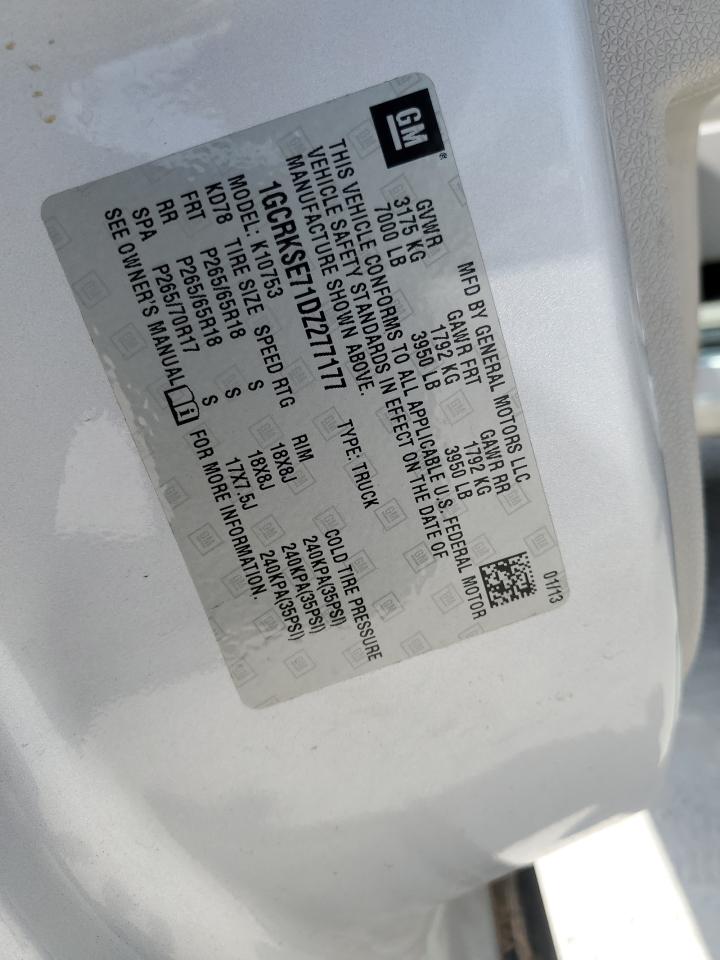 GM®
MFD BY GENERAL MOTORS LLC 01/13
GVWR GAWR FRT GAWR RR
3175 KG 1792 KG 1792 KG
7000 LB 3950 LB 3950 LB
THIS VEHICLE CONFORMS TO ALL APPLICABLE U.S. FEDERAL MOTOR
VEHICLE SAFETY STANDARDS IN EFFECT ON THE DATE OF
MANUFACTURE SHOWN ABOVE.
1GCRKSE71DZ277177 TYPE: TRUCK
MODEL: K10753
KD78 TIRE SIZE SPEED RTG RIM COLD TIRE PRESSURE
FRT P265/65R18 S 18X8J 240KPA(35PSI)
RR P265/65R18 S 18X8J 240KPA(35PSI)
SPA P265/70R17 S 17X7.5J 240KPA(35PSI)
SEE OWNER'S MANUAL i FOR MORE INFORMATION.